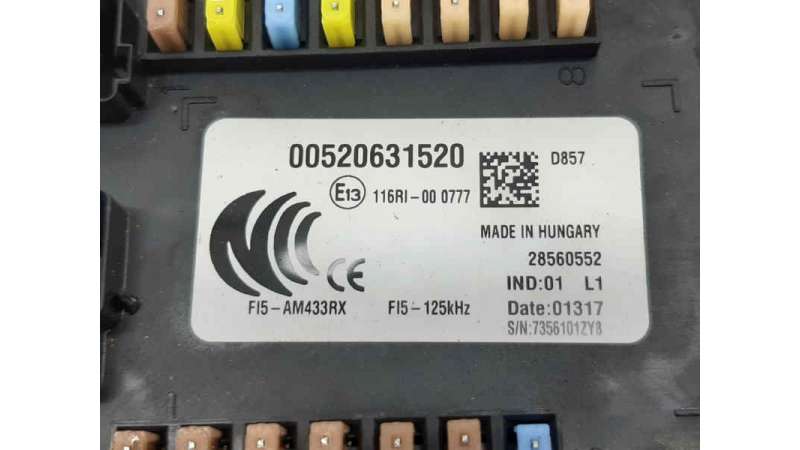 8
00520631520
D857
E13 116RI-00 0777
MADE IN HUNGARY
28560552
CE
IND:01 L1
FI5-AM433RX FI5-125kHz Date:01317
S/N:7356101ZY8